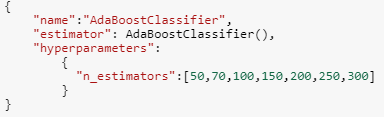 {
"name":"AdaBoostClassifier",
"estimator": AdaBoostClassifier(),
"hyperparameters":
{
"n_estimators":[50,70,100,150,200,250,300]
}
}